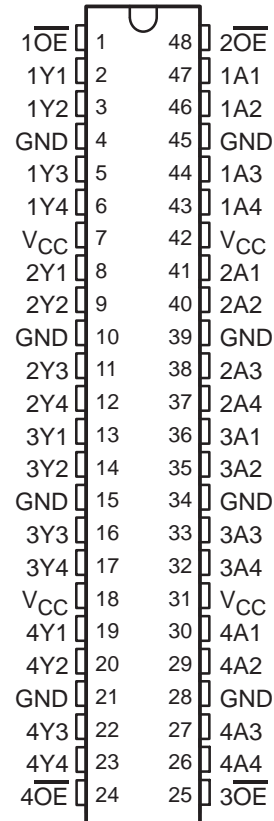 1O̅E̅ 1 48 2O̅E̅
1Y1 2 47 1A1
1Y2 3 46 1A2
GND 4 45 GND
1Y3 5 44 1A3
1Y4 6 43 1A4
VCC 7 42 VCC
2Y1 8 41 2A1
2Y2 9 40 2A2
GND 10 39 GND
2Y3 11 38 2A3
2Y4 12 37 2A4
3Y1 13 36 3A1
3Y2 14 35 3A2
GND 15 34 GND
3Y3 16 33 3A3
3Y4 17 32 3A4
VCC 18 31 VCC
4Y1 19 30 4A1
4Y2 20 29 4A2
GND 21 28 GND
4Y3 22 27 4A3
4Y4 23 26 4A4
4O̅E̅ 24 25 3O̅E̅